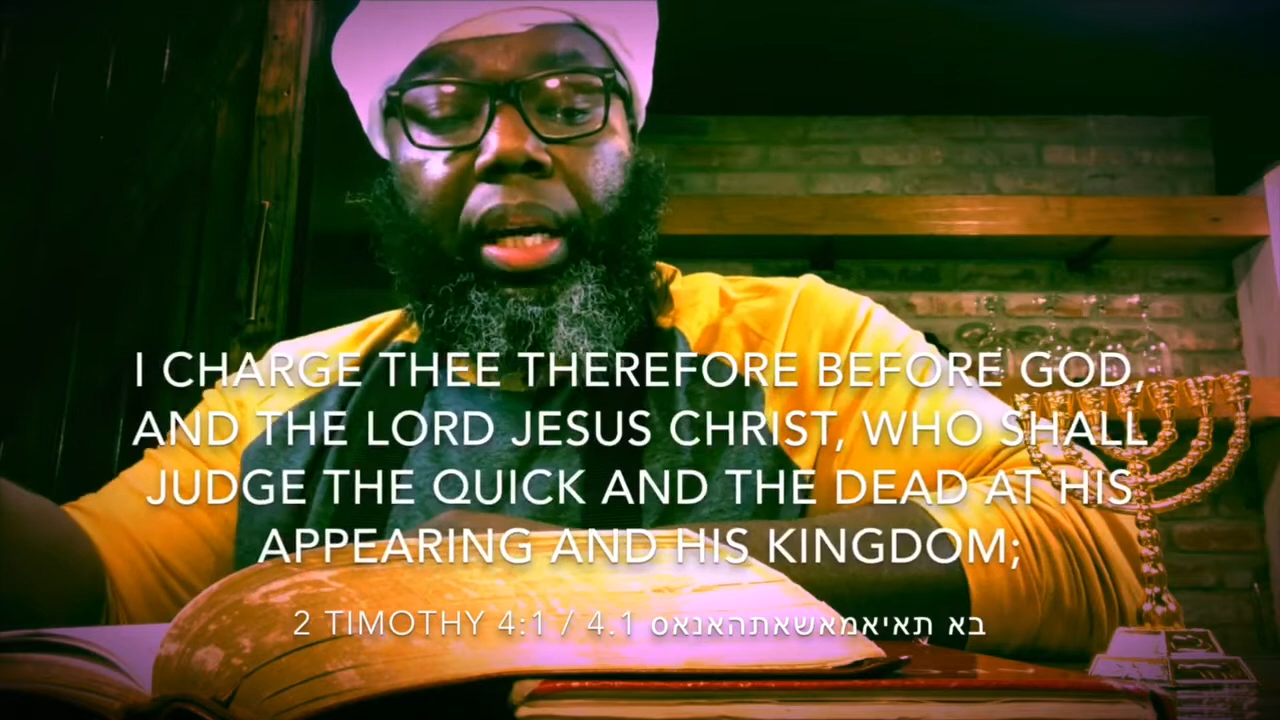 I CHARGE THEE THEREFORE BEFORE GOD,
AND THE LORD JESUS CHRIST, WHO SHALL
JUDGE THE QUICK AND THE DEAD AT HIS
APPEARING AND HIS KINGDOM;
2 TIMOTHY 4:1 / 4.1 בא תאיאמאשאתהאנאס